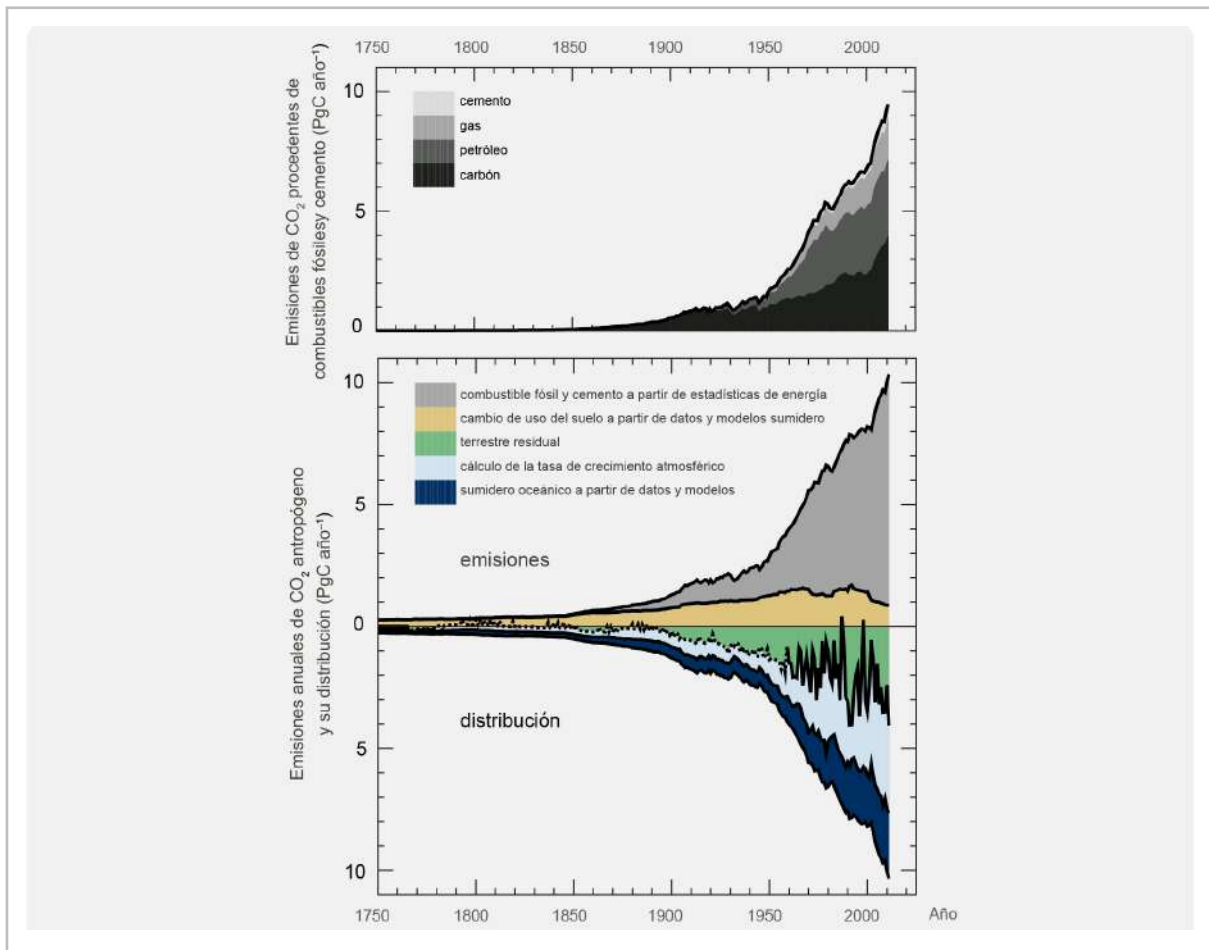 1750 1800 1850 1900 1950 2000
Emisiones de CO₂ procedentes de
combustibles fósilesy cemento (PgC año⁻¹)
10
5
0
cemento
gas
petróleo
carbón
Emisiones anuales de CO₂ antropógeno
y su distribución (PgC año⁻¹)
10
5
0
5
10
combustible fósil y cemento a partir de estadísticas de energía
cambio de uso del suelo a partir de datos y modelos sumidero
terrestre residual
cálculo de la tasa de crecimiento atmosférico
sumidero oceánico a partir de datos y modelos
emisiones
distribución
1750 1800 1850 1900 1950 2000 Año